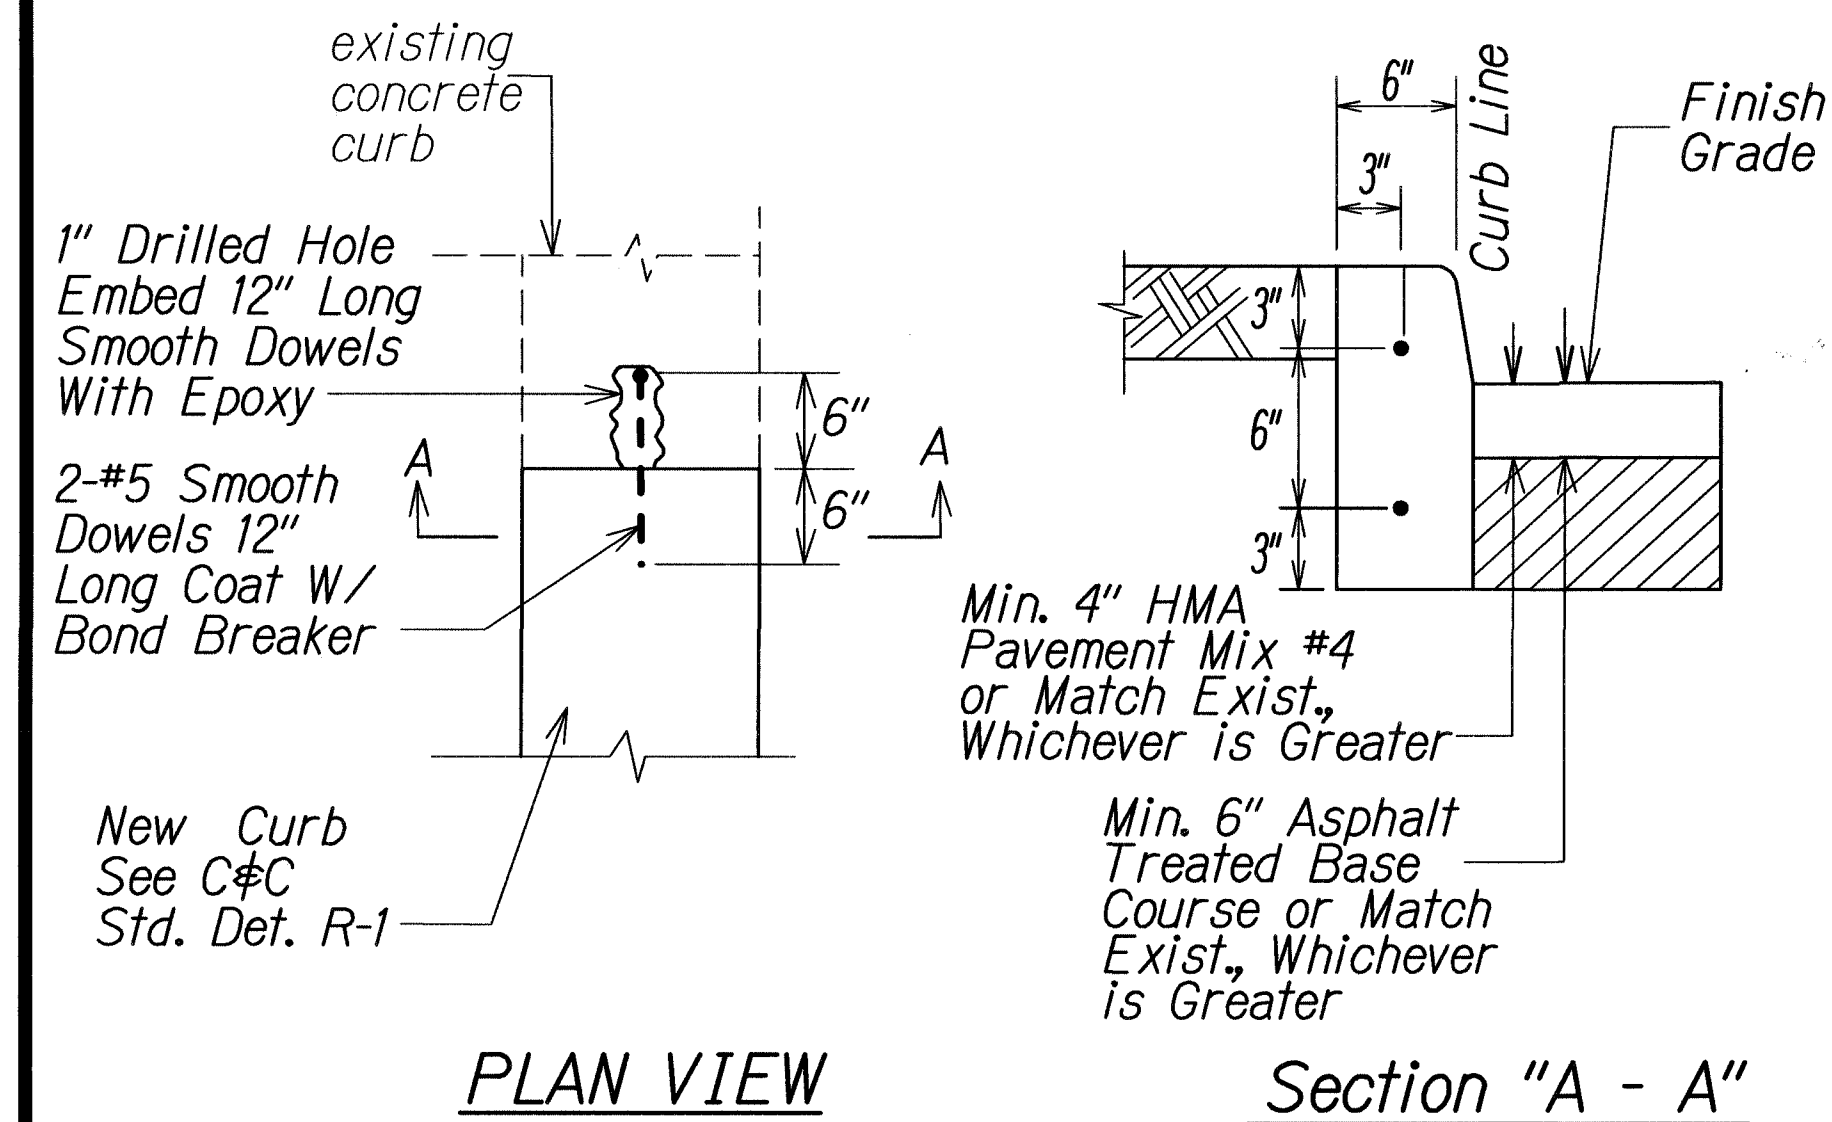 existing
concrete
curb
1" Drilled Hole
Embed 12" Long
Smooth Dowels
With Epoxy
2-#5 Smooth
Dowels 12"
Long Coat W/
Bond Breaker
A
A
6"
6"
New Curb
See C&C
Std. Det. R-1
PLAN VIEW
6"
3"
Curb Line
Finish
Grade
3"
6"
3"
Min. 4" HMA
Pavement Mix #4
or Match Exist.,
Whichever is Greater
Min. 6" Asphalt
Treated Base
Course or Match
Exist., Whichever
is Greater
Section "A - A"